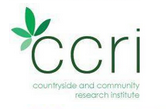 ccri
countryside and community
research institute